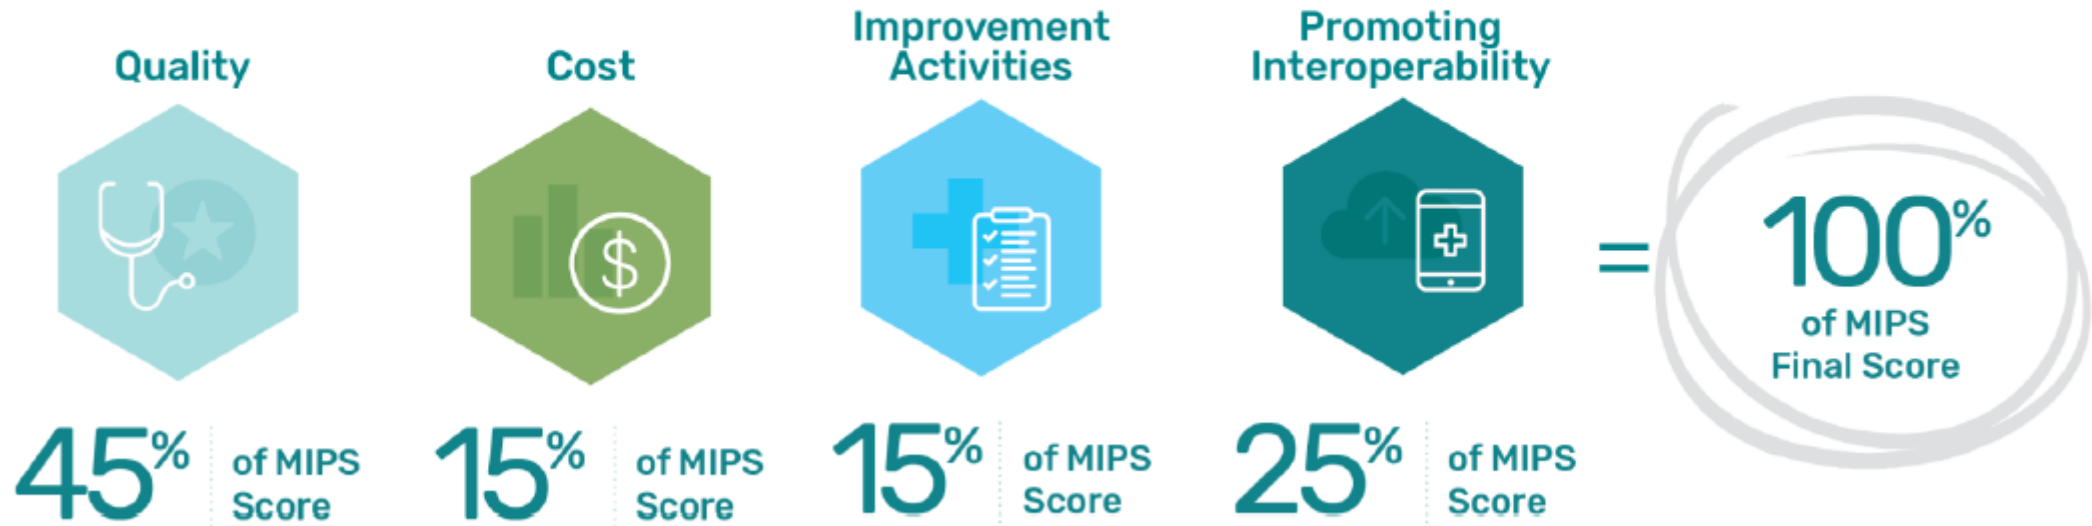 Quality
45%
of MIPS
Score
Cost
$
15%
of MIPS
Score
Improvement
Activities
15%
of MIPS
Score
Promoting
Interoperability
25%
of MIPS
Score
=
100%
of MIPS
Final Score